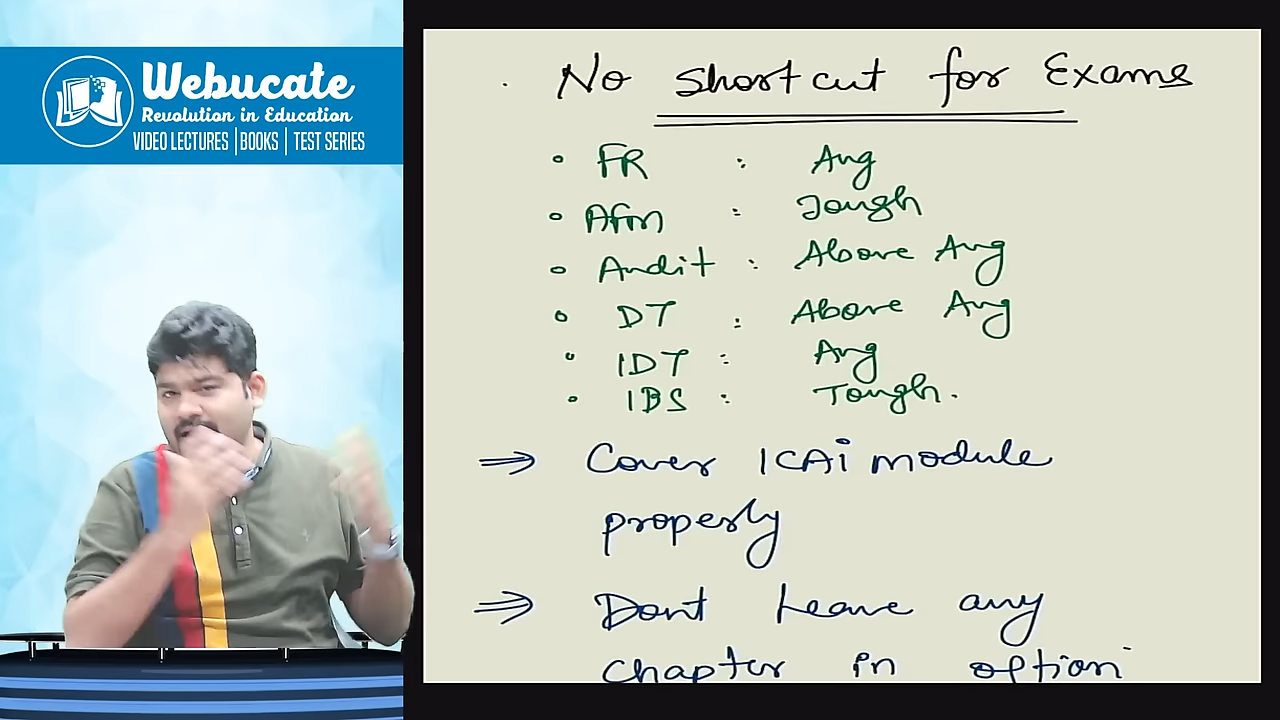 Webucate
Revolution in Education
VIDEO LECTURES | BOOKS | TEST SERIES
. No Shortcut for Exams
• FR : Avg
• AFM : Tough
• Audit : Above Avg
• DT : Above Avg
• IDT : Avg
• IBS : Tough.
⇒ Cover ICAi module
properly
⇒ Dont Leave any
chapter in option